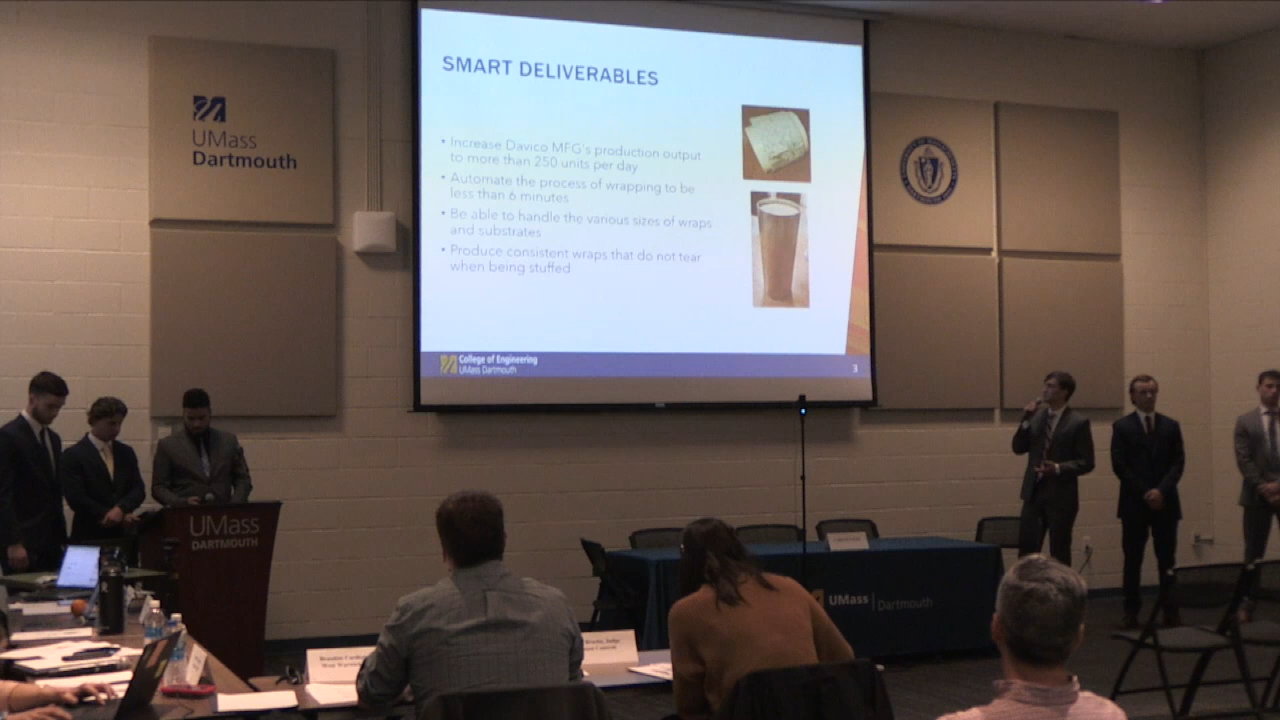 SMART DELIVERABLES
• Increase Davico MFG's production output
to more than 250 units per day
• Automate the process of wrapping to be
less than 6 minutes
• Be able to handle the various sizes of wraps
and substrates
• Produce consistent wraps that do not tear
when being stuffed
College of Engineering
UMass Dartmouth
3
UMass
Dartmouth
UMass
DARTMOUTH
UMass | Dartmouth